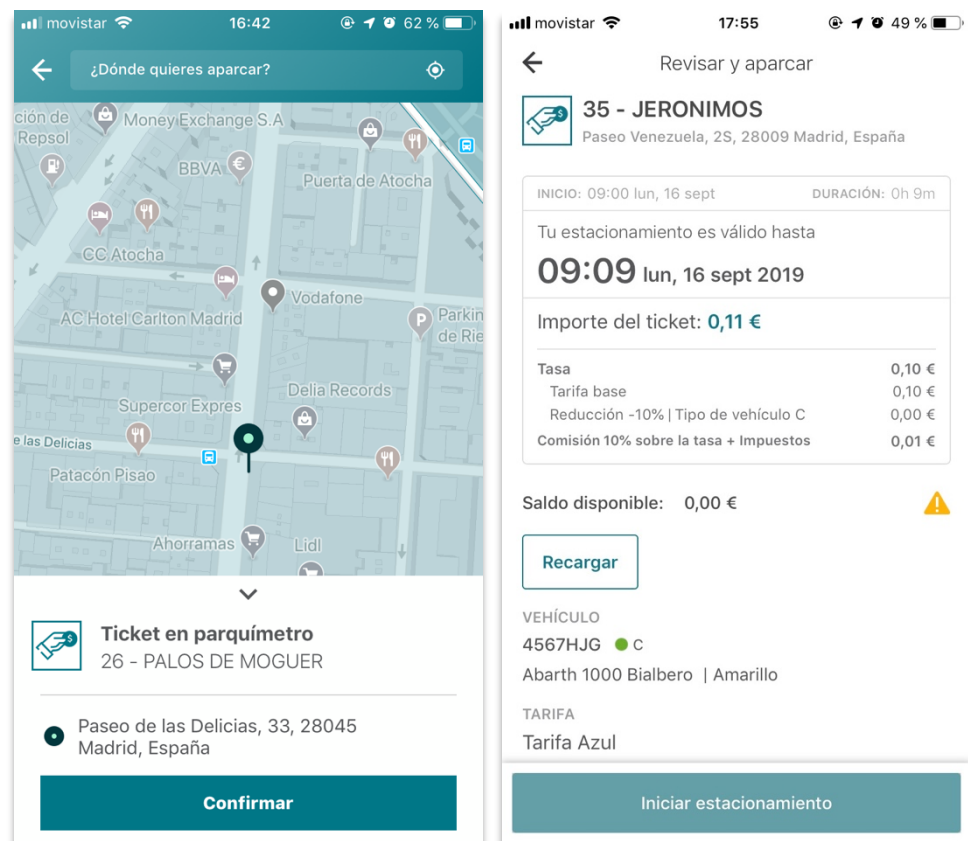 movistar 16:42 62 %
¿Dónde quieres aparcar?
ción de
Repsol
Money Exchange S.A
BBVA
Puerta de Atocha
CC Atocha
Vodafone
AC Hotel Carlton Madrid
Parkin
de Rie
Delia Records
Supercor Expres
e las Delicias
Patacón Pisao
Ahorramas
Lidl
Ticket en parquímetro
26 - PALOS DE MOGUER
Paseo de las Delicias, 33, 28045
Madrid, España
Confirmar
movistar 17:55 49 %
Revisar y aparcar
35 - JERONIMOS
Paseo Venezuela, 2S, 28009 Madrid, España
INICIO: 09:00 lun, 16 sept DURACIÓN: 0h 9m
Tu estacionamiento es válido hasta
09:09 lun, 16 sept 2019
Importe del ticket: 0,11 €
Tasa 0,10 €
Tarifa base 0,10 €
Reducción -10% | Tipo de vehículo C 0,00 €
Comisión 10% sobre la tasa + Impuestos 0,01 €
Saldo disponible: 0,00 €
Recargar
VEHÍCULO
4567HJG C
Abarth 1000 Bialbero | Amarillo
TARIFA
Tarifa Azul
Iniciar estacionamiento